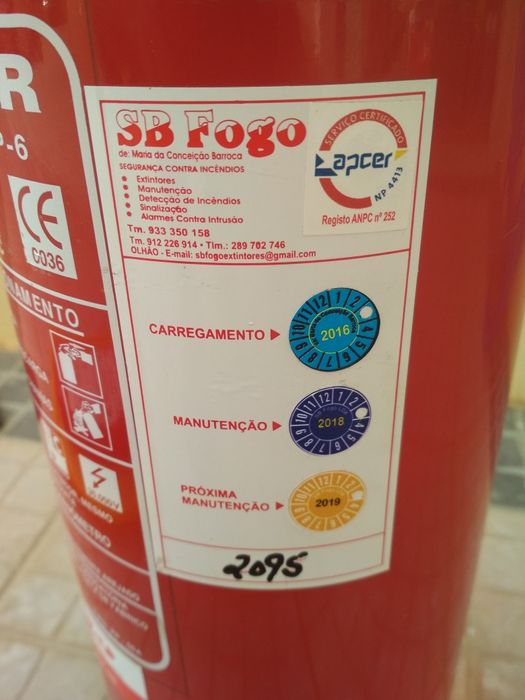 R
P-6
CE
0036
SB Fogo
de: Maria da Conceição Barroca
SEGURANÇA CONTRA INCÊNDIOS
• Extintores
• Manutenção
• Detecção de Incêndios
• Sinalização
• Alarmes Contra Intrusão
Tm. 933 350 158
Tm. 912 226 914 • Tlm.: 289 702 746
OLHÃO - E-mail: sbfogoextintores@gmail.com
SERVIÇO CERTIFICADO
apcer
NP 4413
Registo ANPC nº 252
CARREGAMENTO
2016
MANUTENÇÃO
2018
PRÓXIMA
MANUTENÇÃO
2019
2095